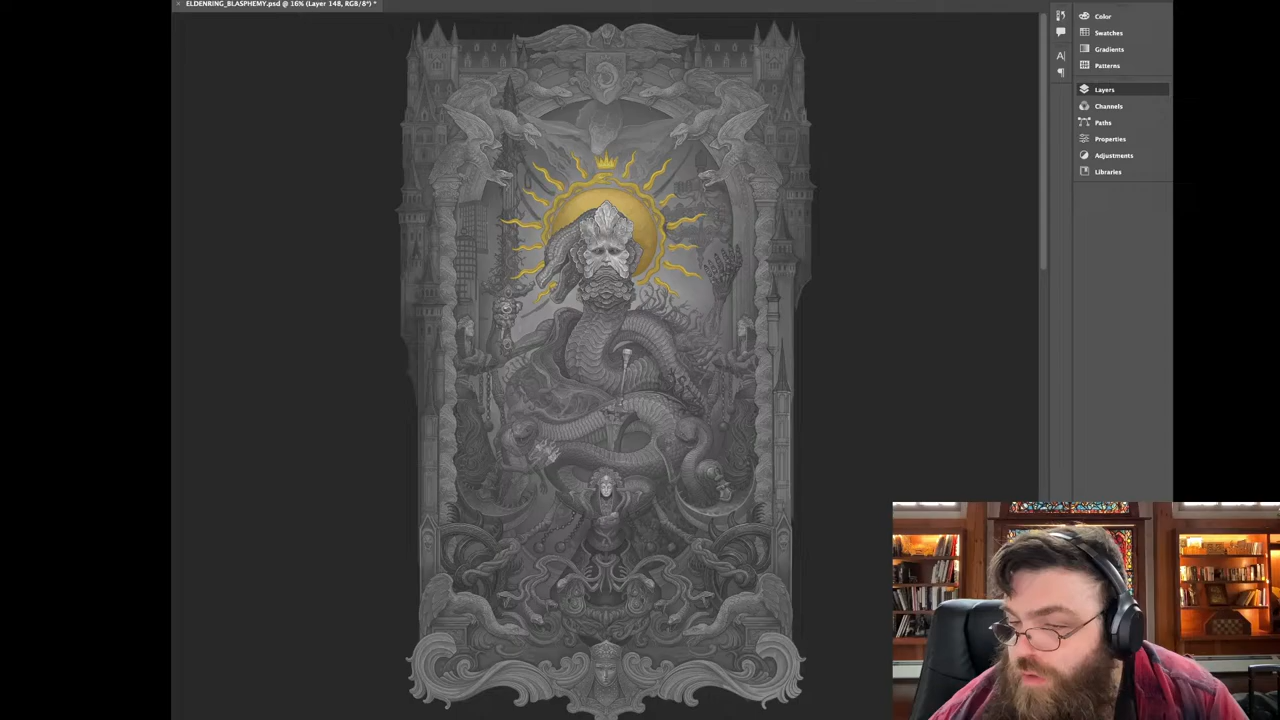 ELDENRING_BLASPHEMY.psd @ 16% (Layer 148, RGB/8*) *
Color
Swatches
Gradients
Patterns
Layers
Channels
Paths
Properties
Adjustments
Libraries